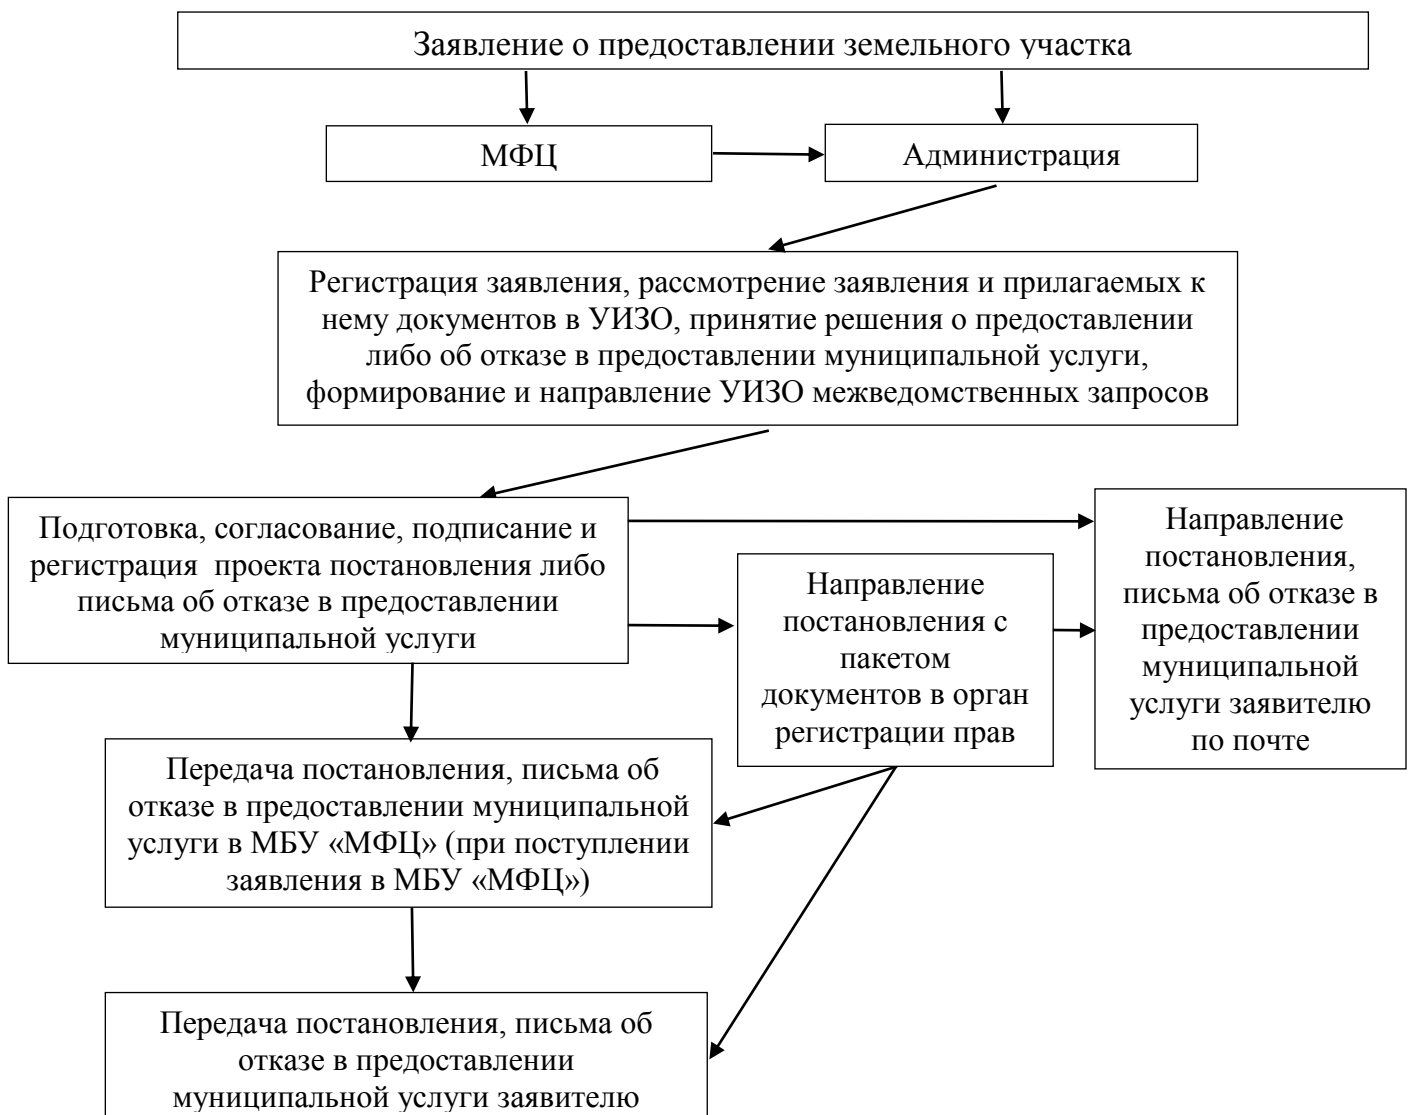 Заявление о предоставлении земельного участка
МФЦ
Администрация
Регистрация заявления, рассмотрение заявления и прилагаемых к
нему документов в УИЗО, принятие решения о предоставлении
либо об отказе в предоставлении муниципальной услуги,
формирование и направление УИЗО межведомственных запросов
Подготовка, согласование, подписание и
регистрация проекта постановления либо
письма об отказе в предоставлении
муниципальной услуги
Направление
постановления с
пакетом
документов в орган
регистрации прав
Направление
постановления,
письма об отказе в
предоставлении
муниципальной
услуги заявителю
по почте
Передача постановления, письма об
отказе в предоставлении муниципальной
услуги в МБУ «МФЦ» (при поступлении
заявления в МБУ «МФЦ»)
Передача постановления, письма об
отказе в предоставлении
муниципальной услуги заявителю